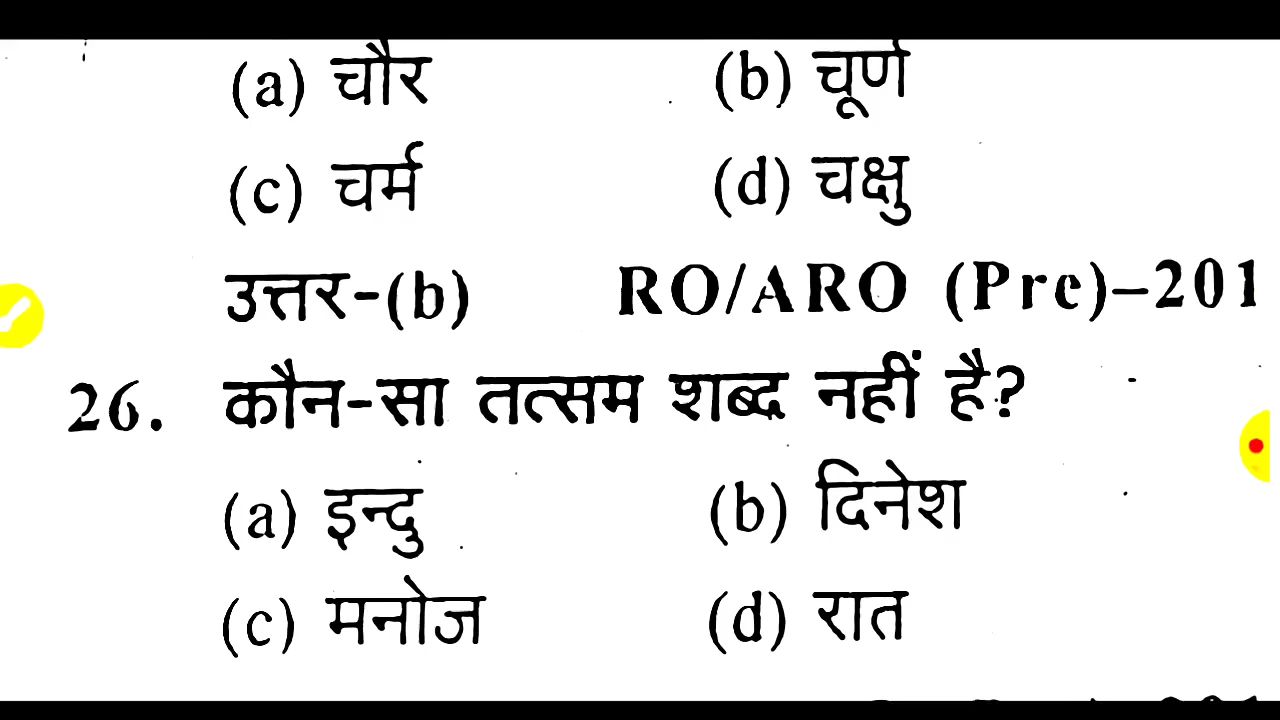 (a) चौर (b) चूर्ण
(c) चर्म (d) चक्षु
उत्तर-(b) RO/ARO (Pre)–201
26. कौन-सा तत्सम शब्द नहीं है?
(a) इन्दु (b) दिनेश
(c) मनोज (d) रात